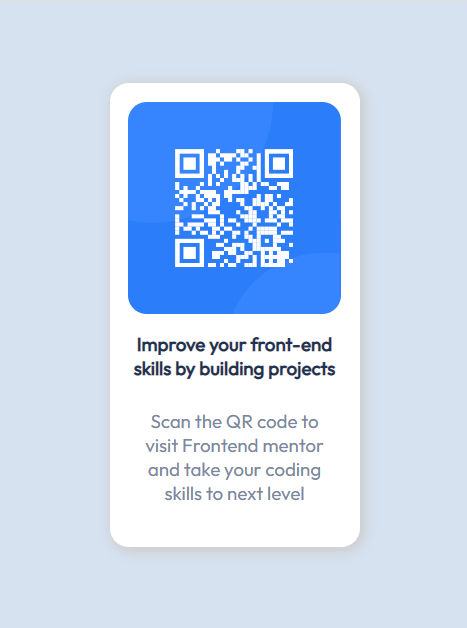 Improve your front-end
skills by building projects
Scan the QR code to
visit Frontend mentor
and take your coding
skills to next level